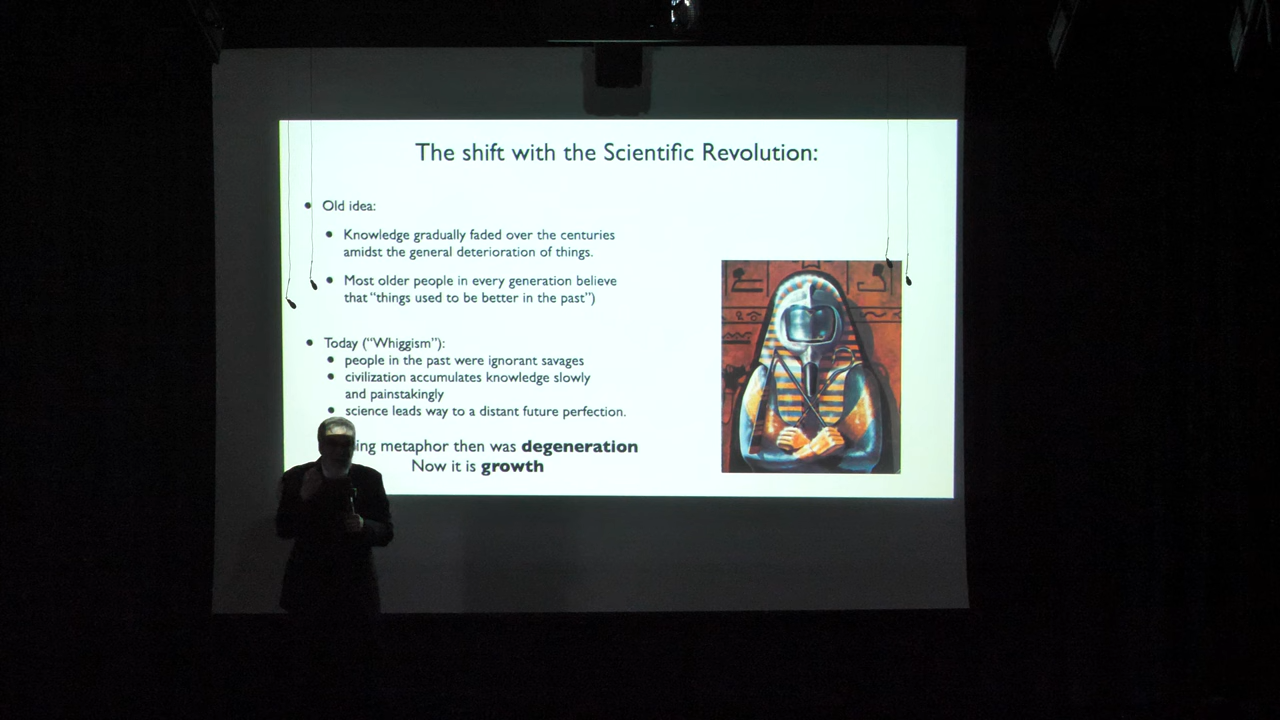 The shift with the Scientific Revolution:
• Old idea:
• Knowledge gradually faded over the centuries
amidst the general deterioration of things.
• Most older people in every generation believe
that “things used to be better in the past”)
• Today (“Whiggism”):
• people in the past were ignorant savages
• civilization accumulates knowledge slowly
and painstakingly
• science leads way to a distant future perfection.
metaphor then was degeneration
Now it is growth